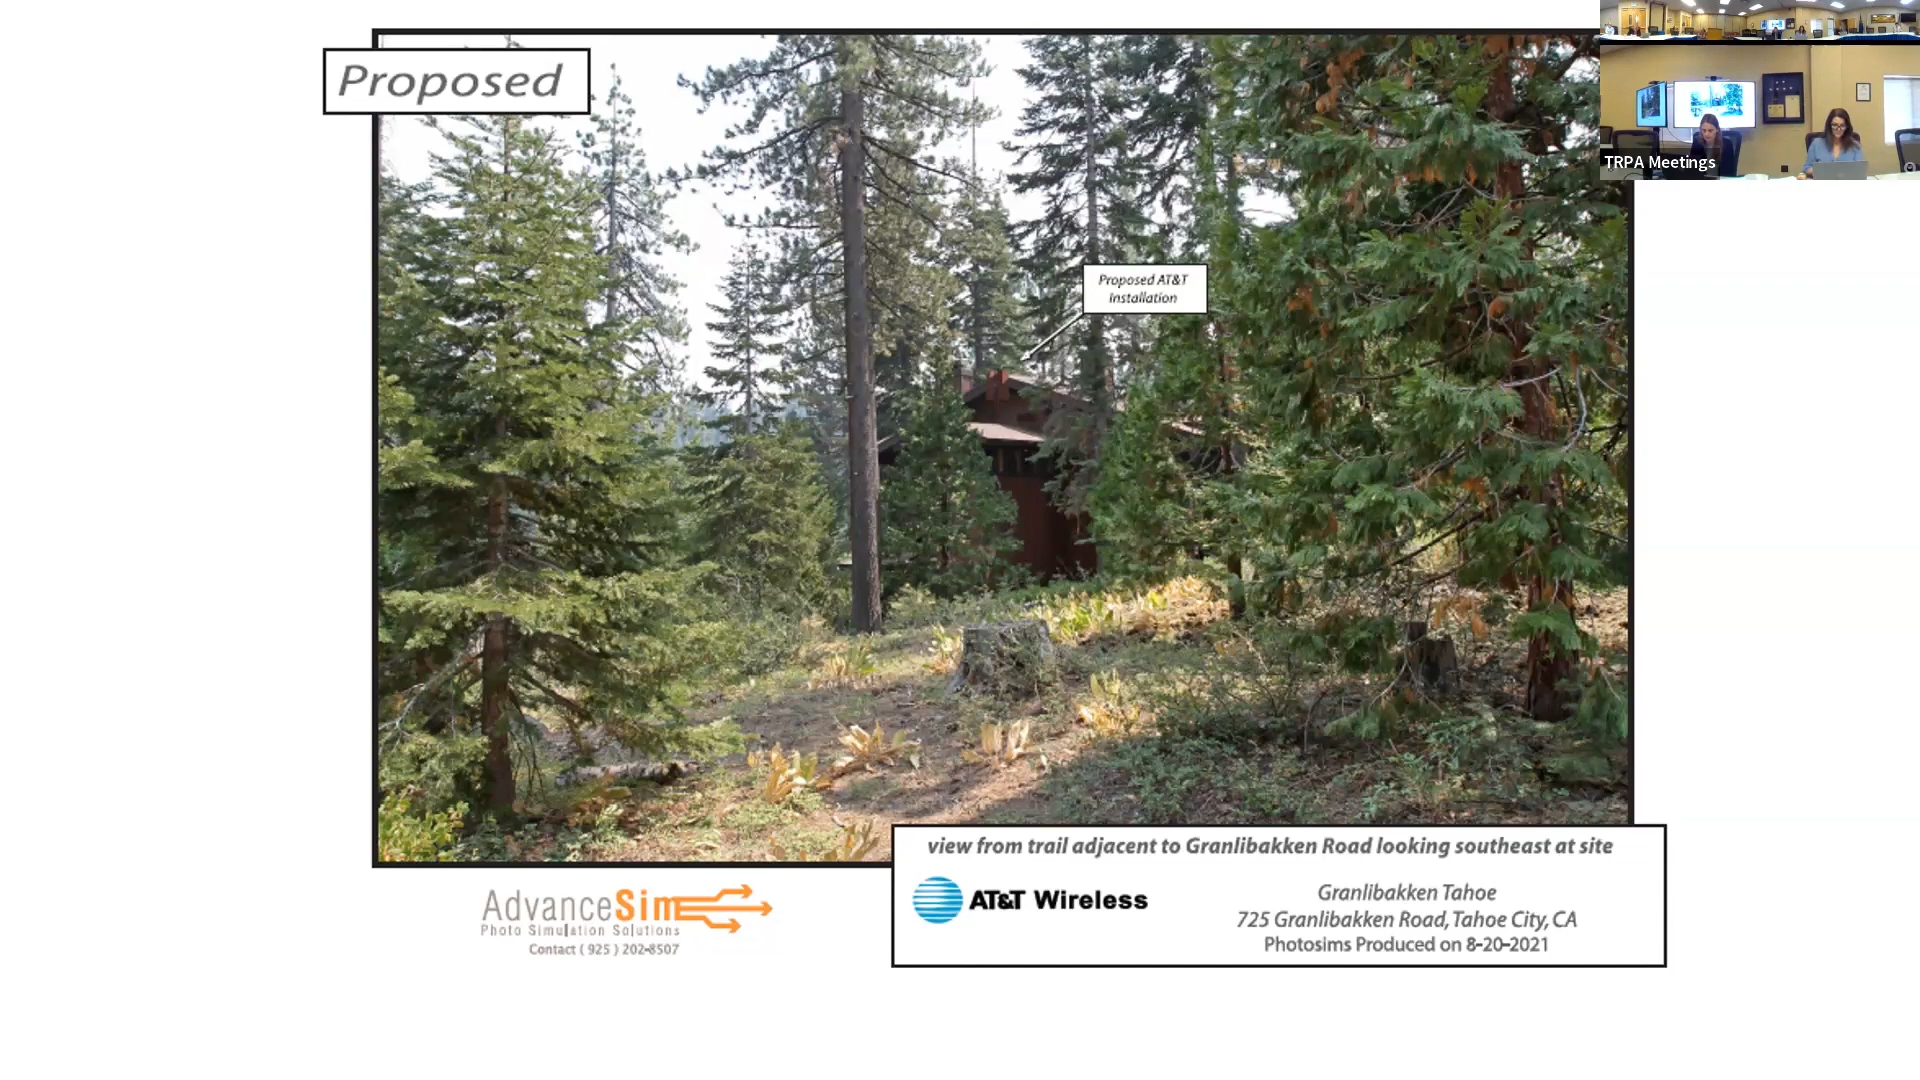 Proposed
TRPA Meetings
Proposed AT&T
Installation
view from trail adjacent to Granlibakken Road looking southeast at site
AT&T Wireless
Granlibakken Tahoe
725 Granlibakken Road, Tahoe City, CA
Photosims Produced on 8-20-2021
AdvanceSim
Photo Simulation Solutions
Contact ( 925 ) 202-8507